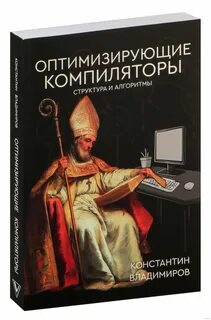 ОПТИМИЗИРУЮЩИЕ
КОМПИЛЯТОРЫ
СТРУКТУРА И АЛГОРИТМЫ
КОНСТАНТИН
ВЛАДИМИРОВ
КОНСТАНТИН ВЛАДИМИРОВ
ОПТИМИЗИРУЮЩИЕ КОМПИЛЯТОРЫ